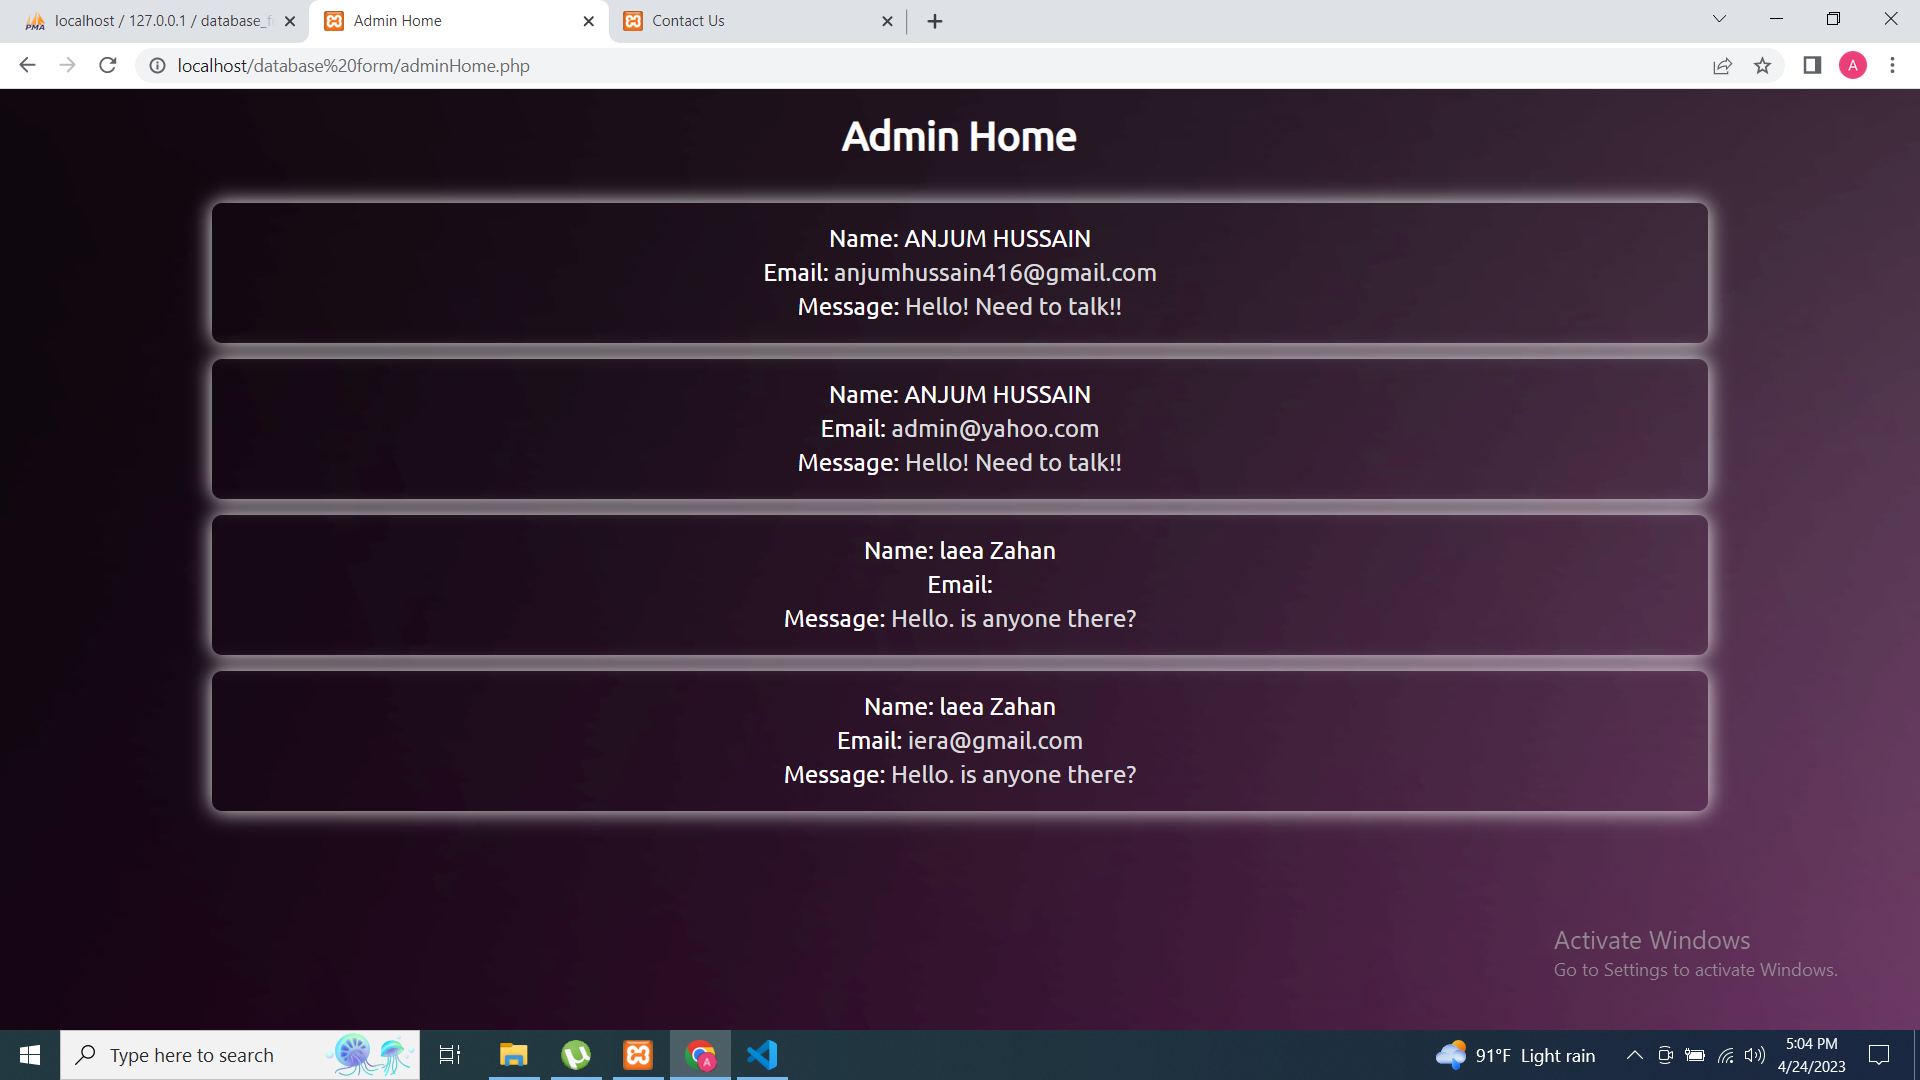 localhost / 127.0.0.1 / database_f
Admin Home
Contact Us
localhost/database%20form/adminHome.php
A
Admin Home
Name: ANJUM HUSSAIN
Email: anjumhussain416@gmail.com
Message: Hello! Need to talk!!
Name: ANJUM HUSSAIN
Email: admin@yahoo.com
Message: Hello! Need to talk!!
Name: laea Zahan
Email:
Message: Hello. is anyone there?
Name: laea Zahan
Email: iera@gmail.com
Message: Hello. is anyone there?
Activate Windows
Go to Settings to activate Windows.
Type here to search
A
91°F Light rain
5:04 PM
4/24/2023